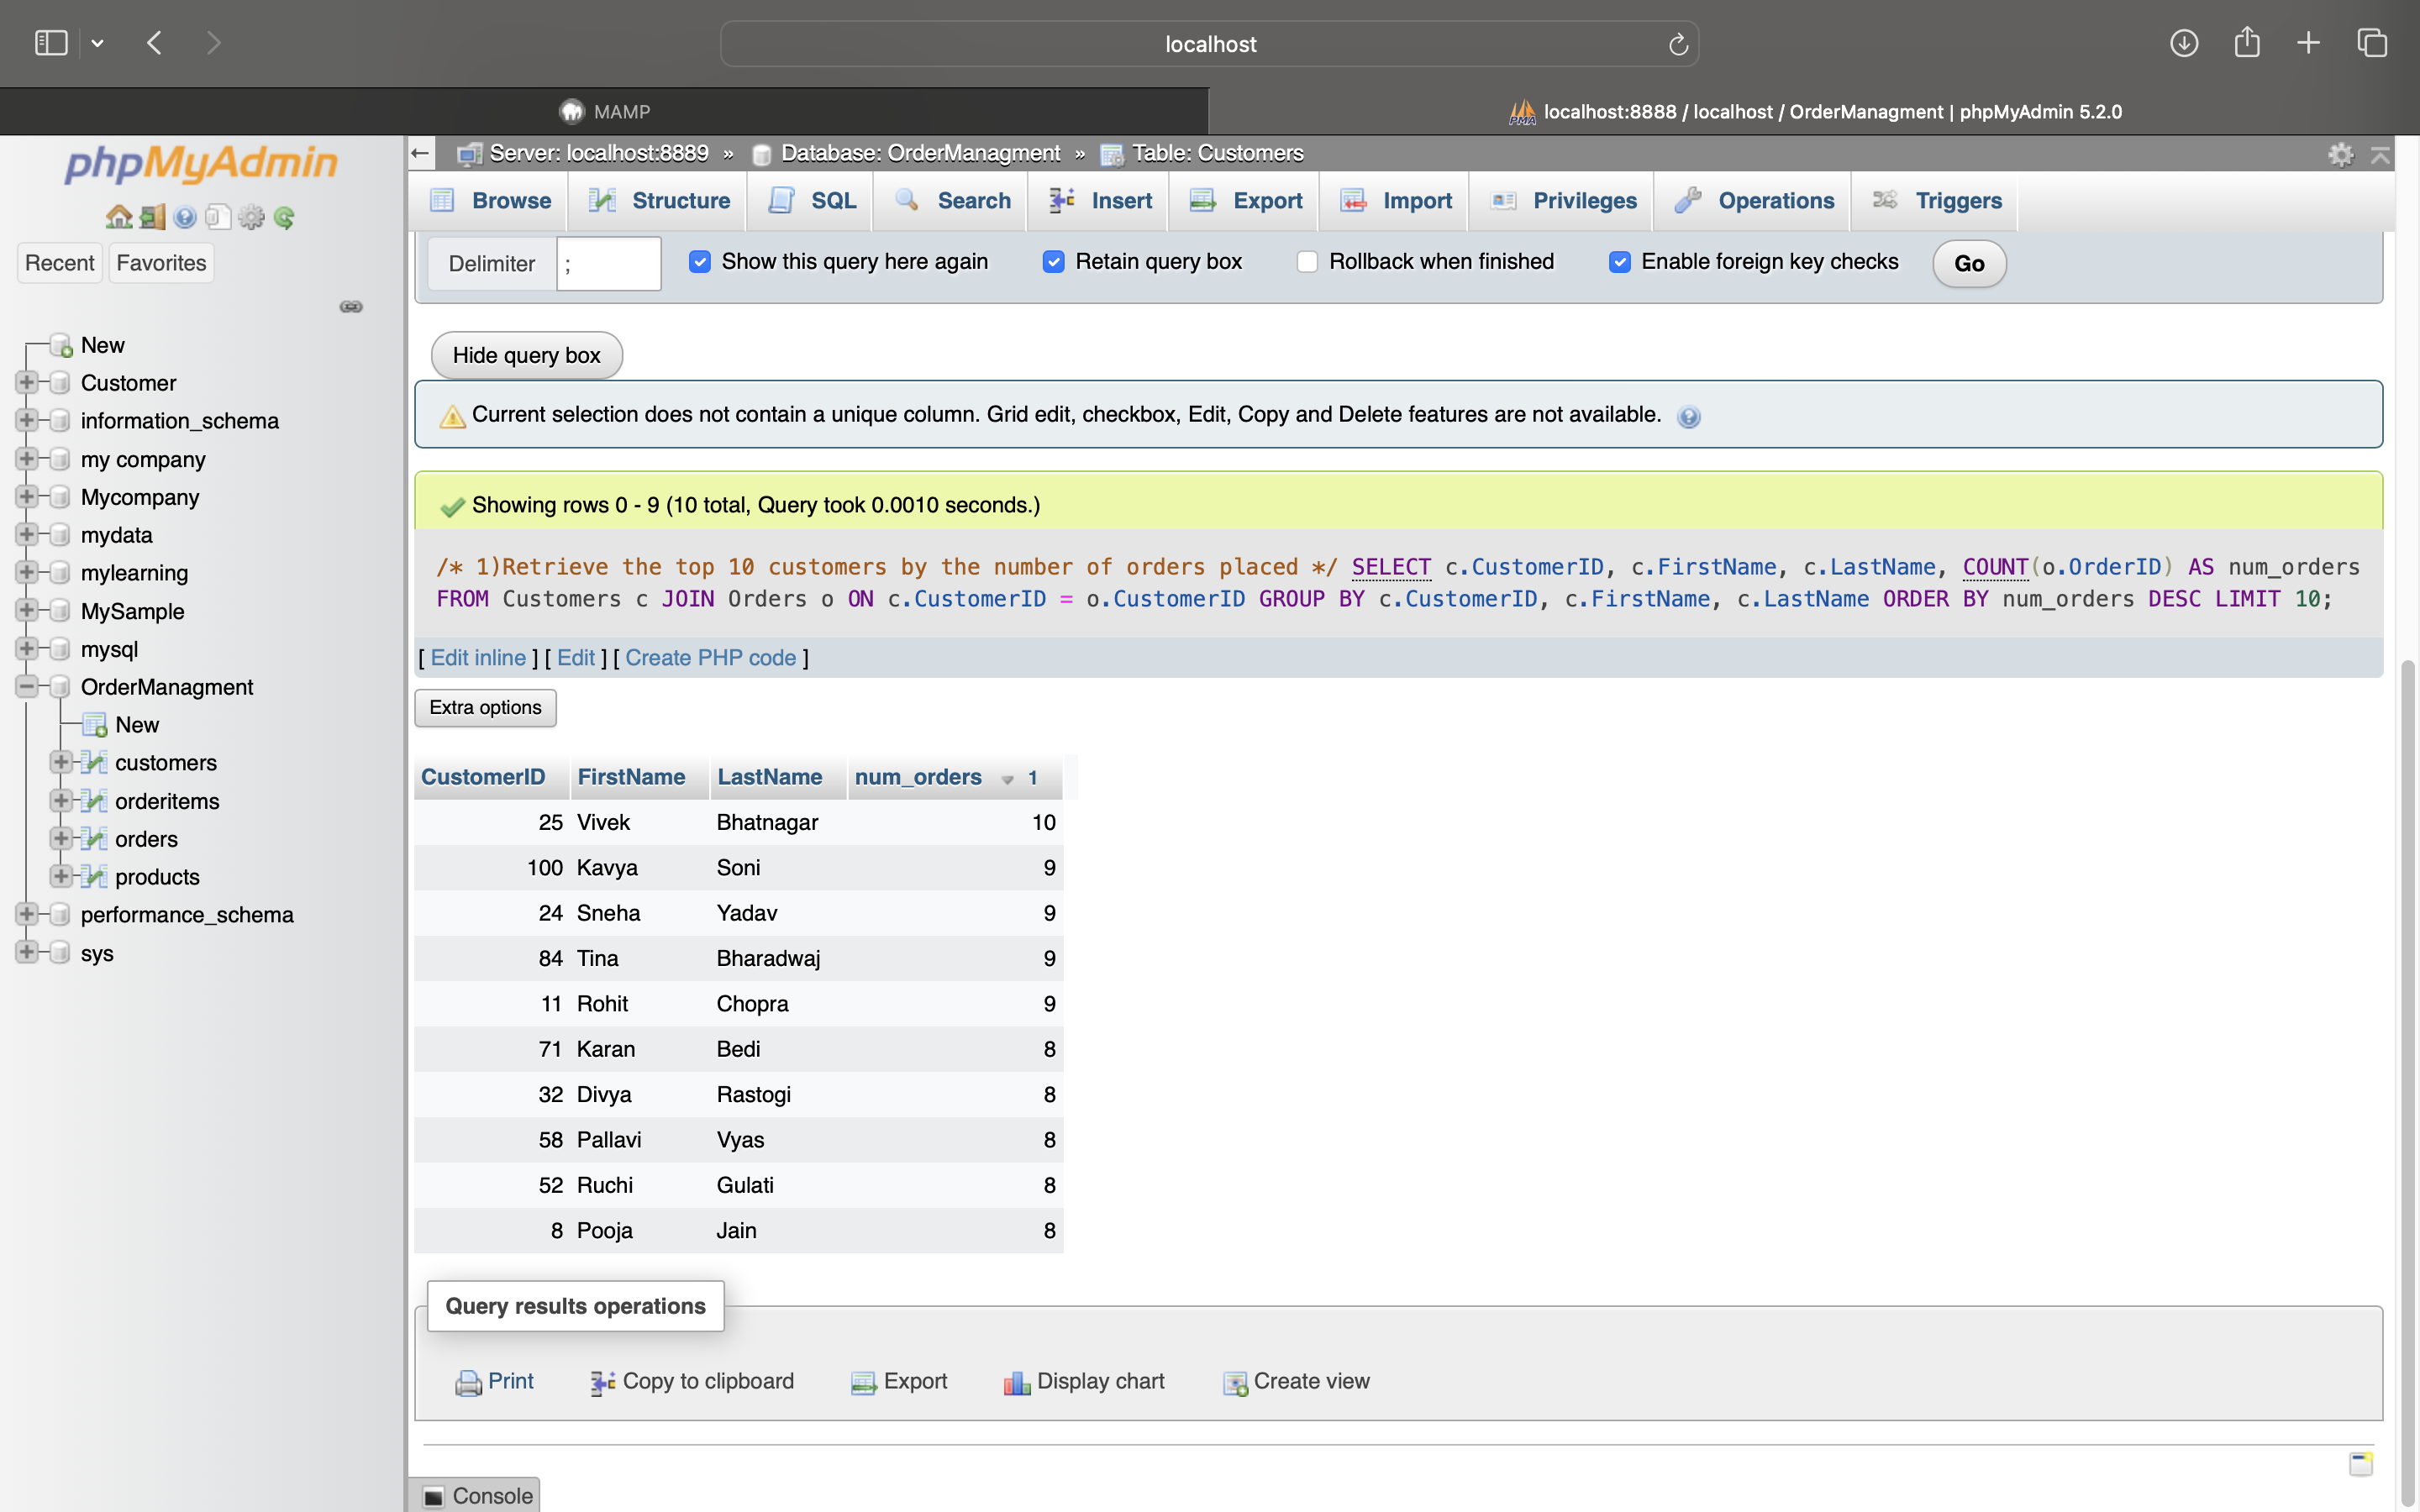 localhost
MAMP
localhost:8888 / localhost / OrderManagment | phpMyAdmin 5.2.0
phpMyAdmin
Recent Favorites
New
Customer
information_schema
my company
Mycompany
mydata
mylearning
MySample
mysql
OrderManagment
New
customers
orderitems
orders
products
performance_schema
sys
Server: localhost:8889 » Database: OrderManagment » Table: Customers
Browse Structure SQL Search Insert Export Import Privileges Operations Triggers
Delimiter ; Show this query here again Retain query box Rollback when finished Enable foreign key checks Go
Hide query box
Current selection does not contain a unique column. Grid edit, checkbox, Edit, Copy and Delete features are not available.
Showing rows 0 - 9 (10 total, Query took 0.0010 seconds.)
/* 1)Retrieve the top 10 customers by the number of orders placed */ SELECT c.CustomerID, c.FirstName, c.LastName, COUNT(o.OrderID) AS num_orders
FROM Customers c JOIN Orders o ON c.CustomerID = o.CustomerID GROUP BY c.CustomerID, c.FirstName, c.LastName ORDER BY num_orders DESC LIMIT 10;
[ Edit inline ] [ Edit ] [ Create PHP code ]
Extra options
CustomerID FirstName LastName num_orders 1
25 Vivek Bhatnagar 10
100 Kavya Soni 9
24 Sneha Yadav 9
84 Tina Bharadwaj 9
11 Rohit Chopra 9
71 Karan Bedi 8
32 Divya Rastogi 8
58 Pallavi Vyas 8
52 Ruchi Gulati 8
8 Pooja Jain 8
Query results operations
Print Copy to clipboard Export Display chart Create view
Console